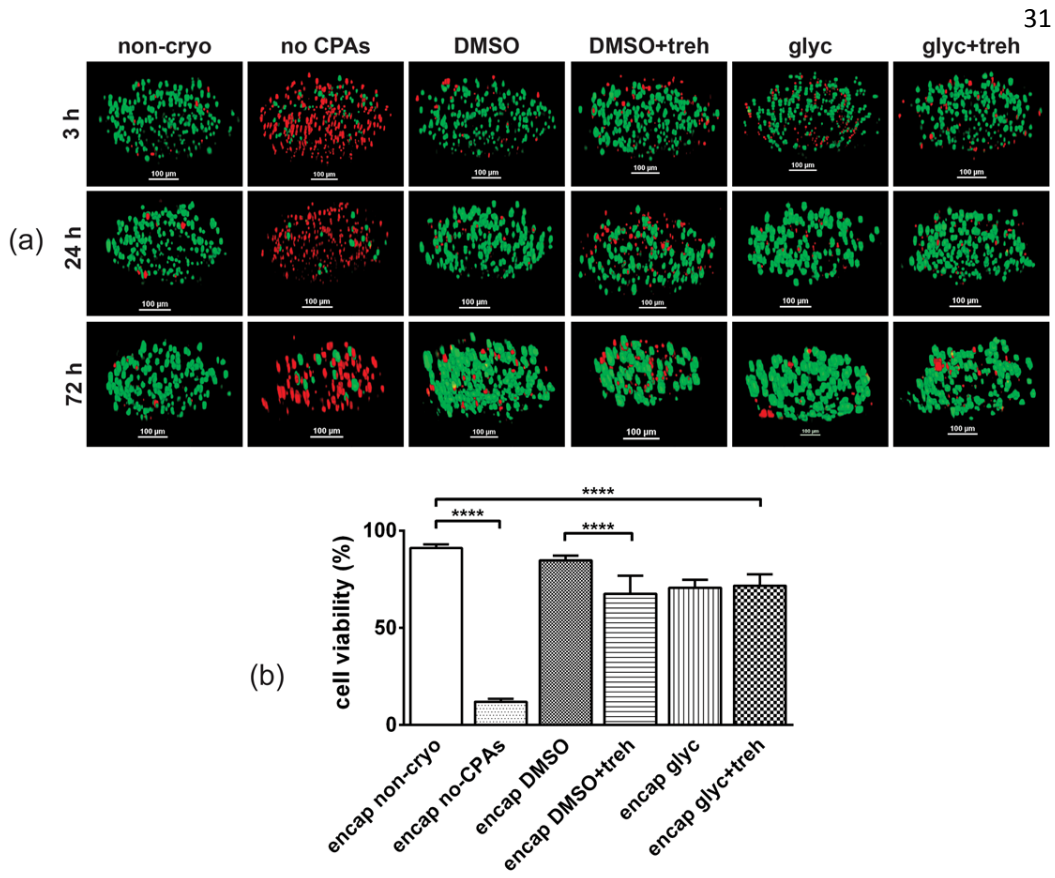 31
non-cryo no CPAs DMSO DMSO+treh glyc glyc+treh
3 h
100 µm 100 µm 100 µm 100 µm 100 µm 100 µm
(a)
24 h
100 µm 100 µm 100 µm 100 µm 100 µm 100 µm
72 h
100 µm 100 µm 100 µm 100 µm 100 µm 100 µm
****
**** ****
100
50
0
cell viability (%)
(b)
encap non-cryo
encap no-CPAs
encap DMSO
encap DMSO+treh
encap glyc
encap glyc+treh